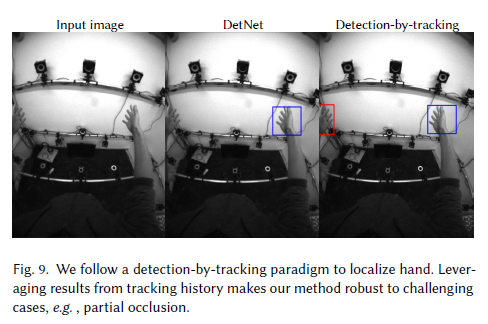 Input image
DetNet
Detection-by-tracking
Fig. 9. We follow a detection-by-tracking paradigm to localize hand. Lever-
aging results from tracking history makes our method robust to challenging
cases, e.g. , partial occlusion.